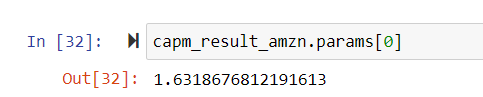 In [32]: capm_result_amzn.params[0]
Out[32]: 1.6318676812191613